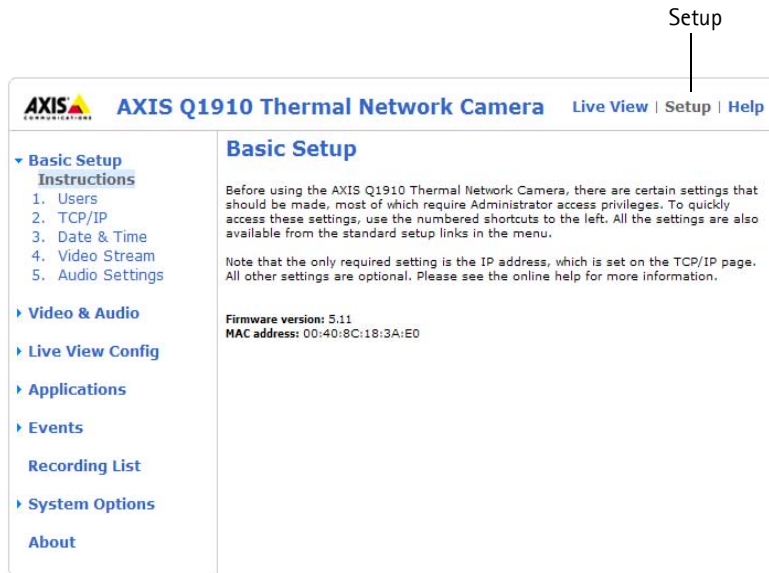 Setup
AXIS
COMMUNICATIONS
AXIS Q1910 Thermal Network Camera
Live View | Setup | Help
Basic Setup
Instructions
1. Users
2. TCP/IP
3. Date & Time
4. Video Stream
5. Audio Settings
Video & Audio
Live View Config
Applications
Events
Recording List
System Options
About
Basic Setup
Before using the AXIS Q1910 Thermal Network Camera, there are certain settings that
should be made, most of which require Administrator access privileges. To quickly
access these settings, use the numbered shortcuts to the left. All the settings are also
available from the standard setup links in the menu.
Note that the only required setting is the IP address, which is set on the TCP/IP page.
All other settings are optional. Please see the online help for more information.
Firmware version: 5.11
MAC address: 00:40:8C:18:3A:E0